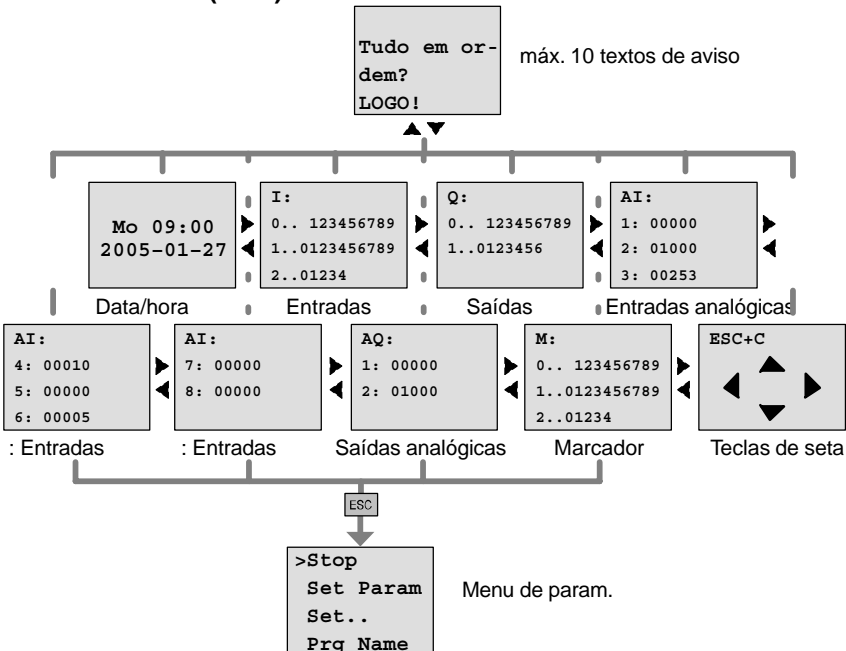 Tudo em or-
dem?
LOGO!
máx. 10 textos de aviso
Mo 09:00
2005-01-27
Data/hora
I:
0.. 123456789
1..0123456789
2..01234
Entradas
Q:
0.. 123456789
1..0123456
Saídas
AI:
1: 00000
2: 01000
3: 00253
Entradas analógicas
AI:
4: 00010
5: 00000
6: 00005
: Entradas
AI:
7: 00000
8: 00000
: Entradas
AQ:
1: 00000
2: 01000
Saídas analógicas
M:
0.. 123456789
1..0123456789
2..01234
Marcador
ESC+C
Teclas de seta
ESC
>Stop
Set Param
Set..
Prg Name
Menu de param.